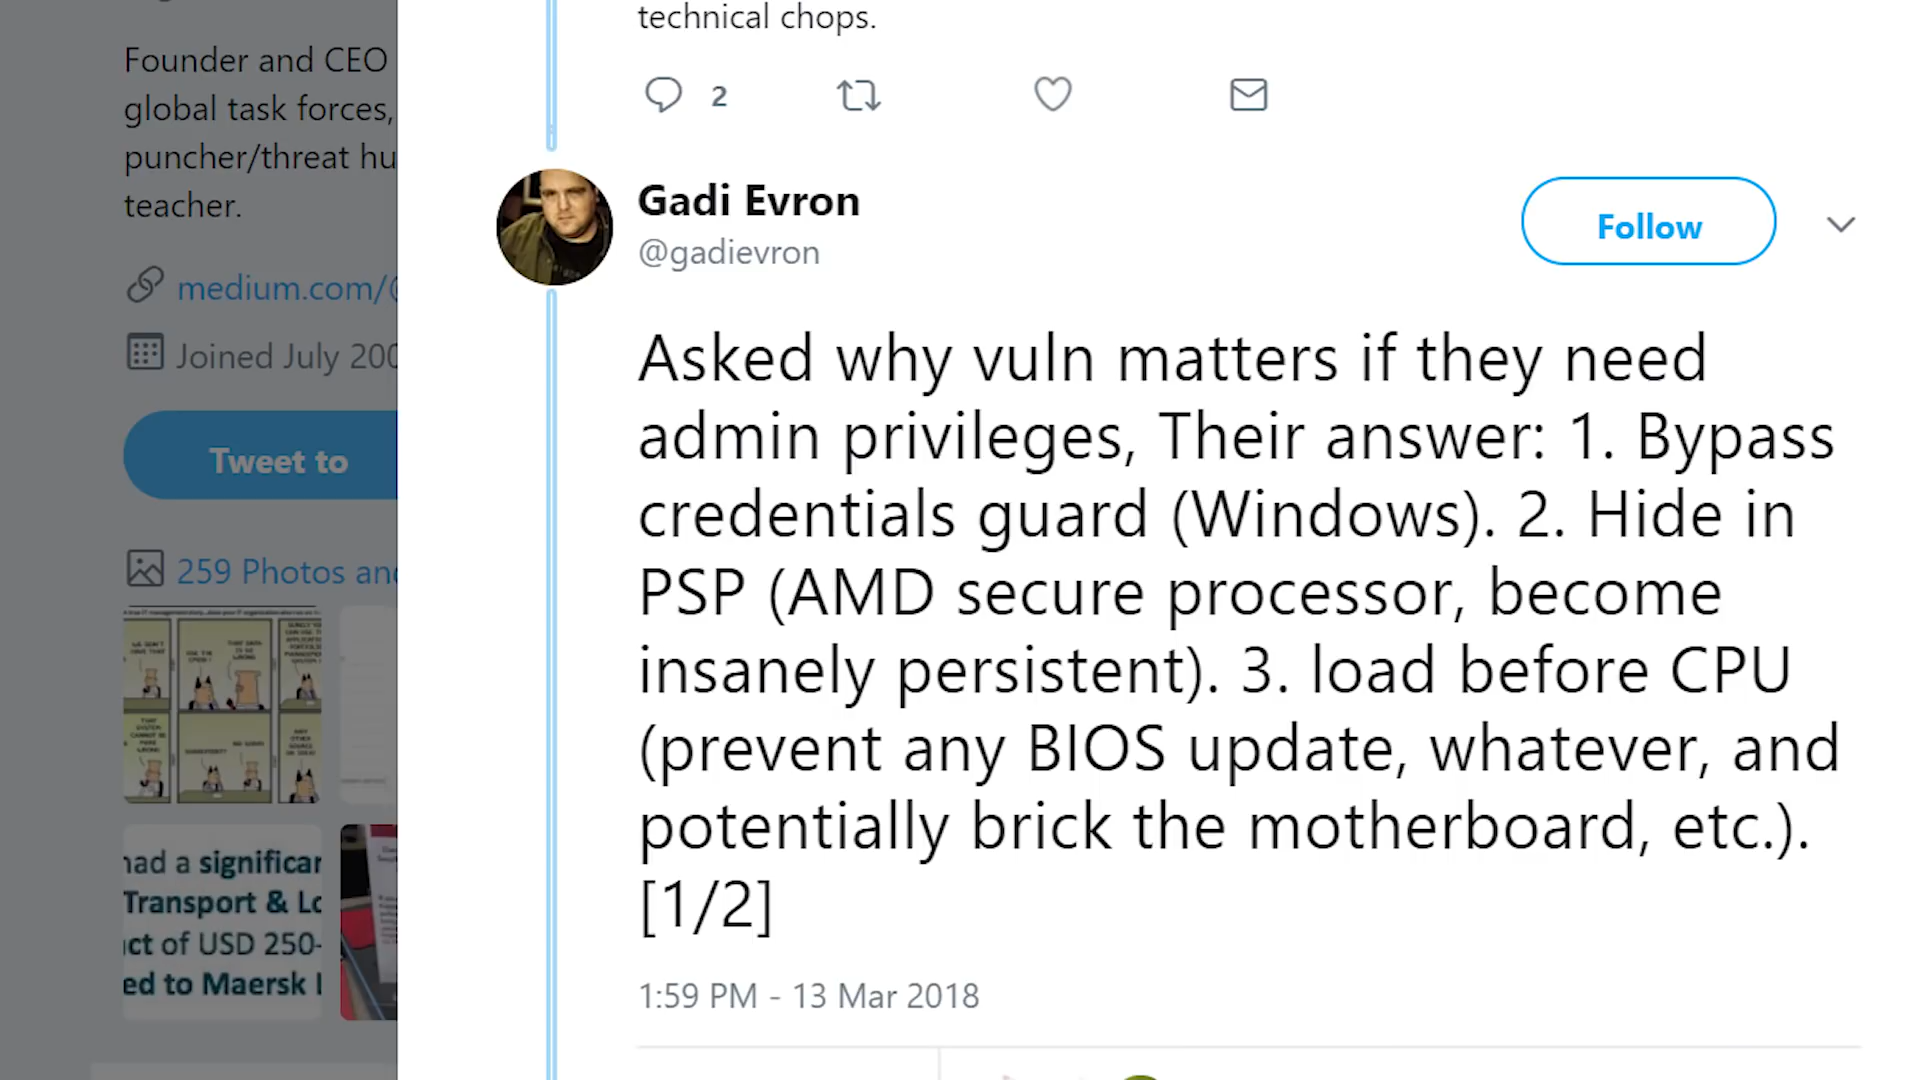 technical chops.
2
Founder and CEO
global task forces,
puncher/threat hu
teacher.
medium.com/
Joined July 200
Tweet to
259 Photos and
had a significan
Transport & Lo
ct of USD 250-
ed to Maersk
Gadi Evron
@gadievron
Follow
Asked why vuln matters if they need
admin privileges, Their answer: 1. Bypass
credentials guard (Windows). 2. Hide in
PSP (AMD secure processor, become
insanely persistent). 3. load before CPU
(prevent any BIOS update, whatever, and
potentially brick the motherboard, etc.).
[1/2]
1:59 PM - 13 Mar 2018